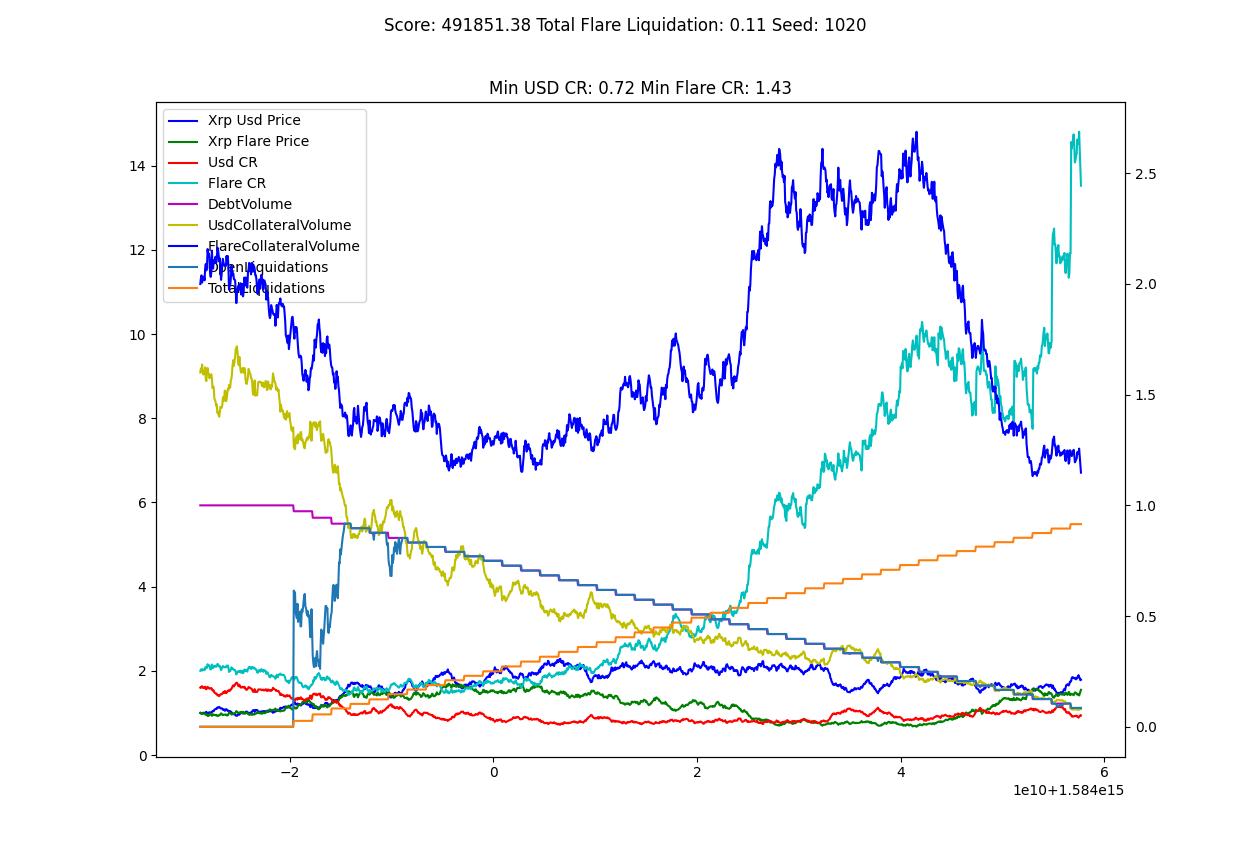 Score: 491851.38 Total Flare Liquidation: 0.11 Seed: 1020
Min USD CR: 0.72 Min Flare CR: 1.43
Xrp Usd Price
Xrp Flare Price
Usd CR
Flare CR
DebtVolume
UsdCollateralVolume
FlareCollateralVolume
OpenLiquidations
TotalLiquidations
14
12
10
8
6
4
2
0
2.5
2.0
1.5
1.0
0.5
0.0
−2
0
2
4
6
1e10+1.584e15